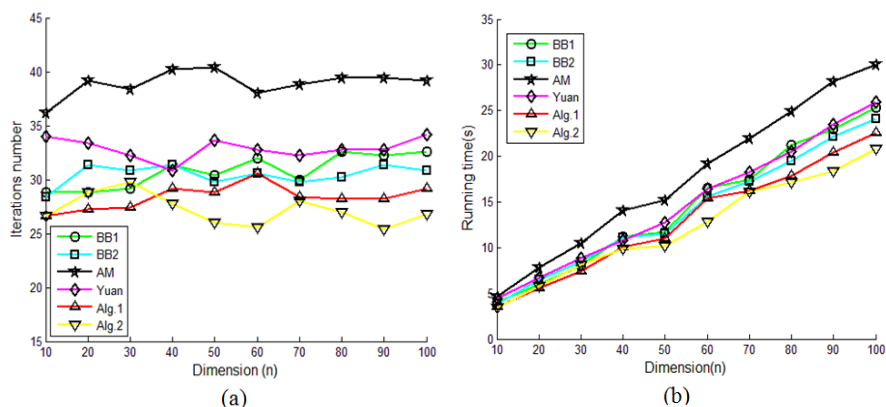 45
40
35
30
25
20
15
Iterations number
BB1
BB2
AM
Yuan
Alg.1
Alg.2
10 20 30 40 50 60 70 80 90 100
Dimension (n)
(a)
35
30
25
20
15
10
5
0
Running time(s)
BB1
BB2
AM
Yuan
Alg.1
Alg.2
10 20 30 40 50 60 70 80 90 100
Dimension(n)
(b)